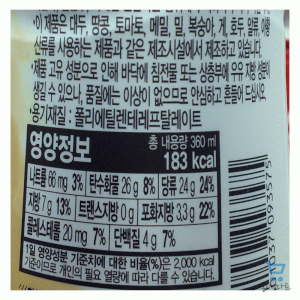 •이 제품은 대두, 땅콩, 토마토, 메밀, 밀, 복숭아, 게, 호두, 알류,
산트를 사용하는 제품과 같은 제조시설에서 제조하고 있습니다.
•제품 고유 성분으로 인해 바닥에 침전물 또는 상층부에 유유 지방 성분이
생길 수 있으나, 품질에는 이상이 없으므로 안심하고 흔들어 드십시오.
•용기재질 : 폴리에틸렌테레프탈레이트
영양정보 총 내용량 360 ml
183 kcal
나트륨 66 mg 3% 탄수화물 26 g 8% 당류 24 g 24%
지방 7 g 13% 트랜스지방 0 g 포화지방 3.3 g 22%
콜레스테롤 20 mg 7% 단백질 4 g 7%
1일 영양성분 기준치에 대한 비율(%)은 2,000 kcal
기준이므로 개인의 필요 열량에 따라 다를 수 있습니다.